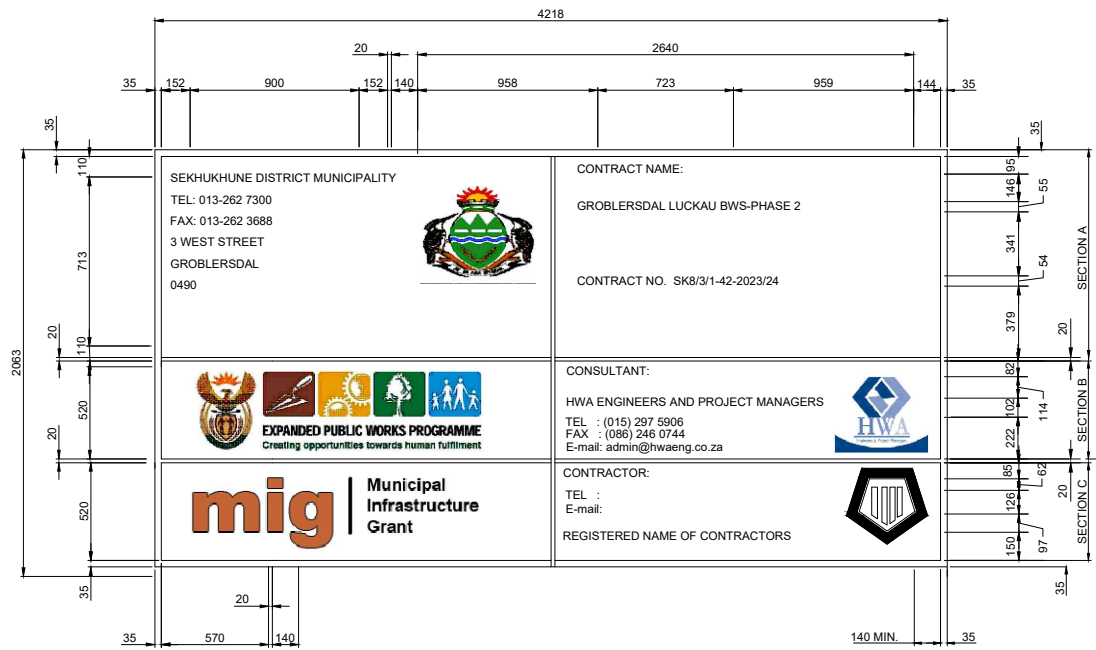 4218
20
2640
35 152 900 152 140 958 723 959 144 35
35
110
713
110
20
2063
520
20
520
35
SEKHUKHUNE DISTRICT MUNICIPALITY
TEL: 013-262 7300
FAX: 013-262 3688
3 WEST STREET
GROBLERSDAL
0490
CONTRACT NAME:
GROBLERSDAL LUCKAU BWS-PHASE 2
CONTRACT NO. SK8/3/1-42-2023/24
EXPANDED PUBLIC WORKS PROGRAMME
Creating opportunities towards human fulfilment
CONSULTANT:
HWA ENGINEERS AND PROJECT MANAGERS
TEL : (015) 297 5906
FAX : (086) 246 0744
E-mail: admin@hwaeng.co.za
HWA
Engineers & Project Managers
mig
Municipal
Infrastructure
Grant
CONTRACTOR:
TEL :
E-mail:
REGISTERED NAME OF CONTRACTORS
35
95
146
55
341
54
379
20
82
114
102
222
85
62
20
126
97
150
35
SECTION A
SECTION B
SECTION C
20
35 570 140
140 MIN. 35